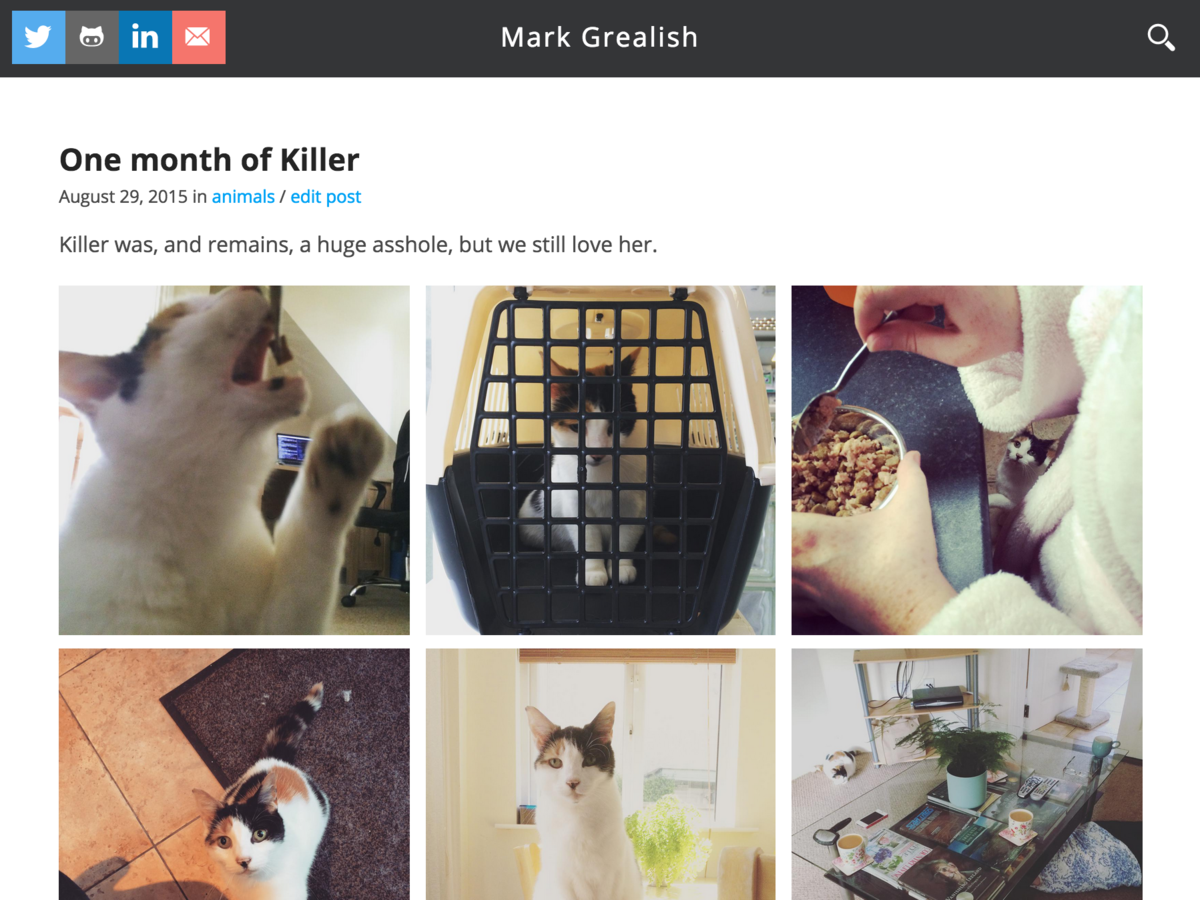 in
Mark Grealish
One month of Killer
August 29, 2015 in animals / edit post
Killer was, and remains, a huge asshole, but we still love her.